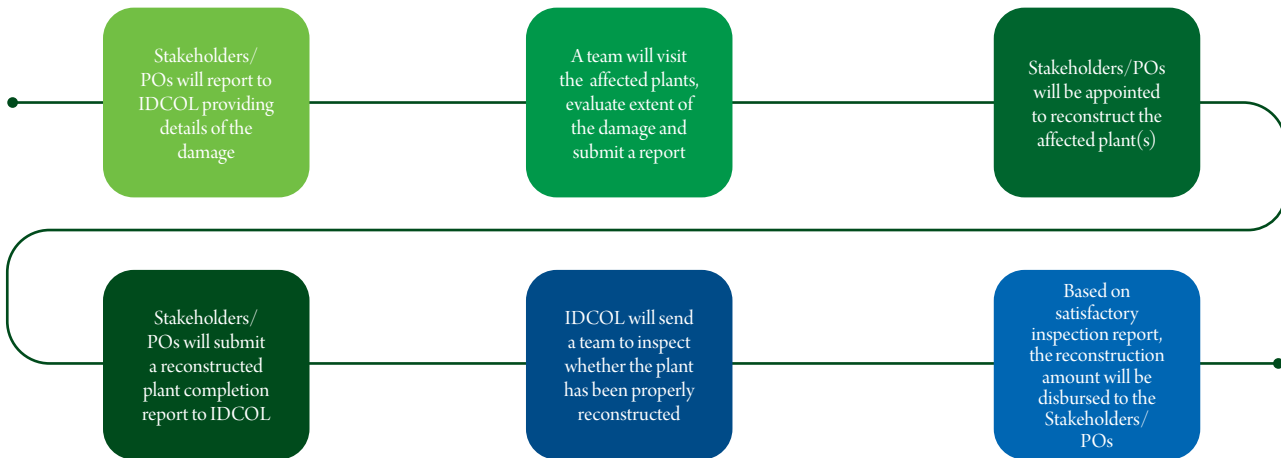 Stakeholders/
POs will report to
IDCOL providing
details of the
damage
A team will visit
the affected plants,
evaluate extent of
the damage and
submit a report
Stakeholders/POs
will be appointed
to reconstruct the
affected plant(s)
Stakeholders/
POs will submit
a reconstructed
plant completion
report to IDCOL
IDCOL will send
a team to inspect
whether the plant
has been properly
reconstructed
Based on
satisfactory
inspection report,
the reconstruction
amount will be
disbursed to the
Stakeholders/
POs